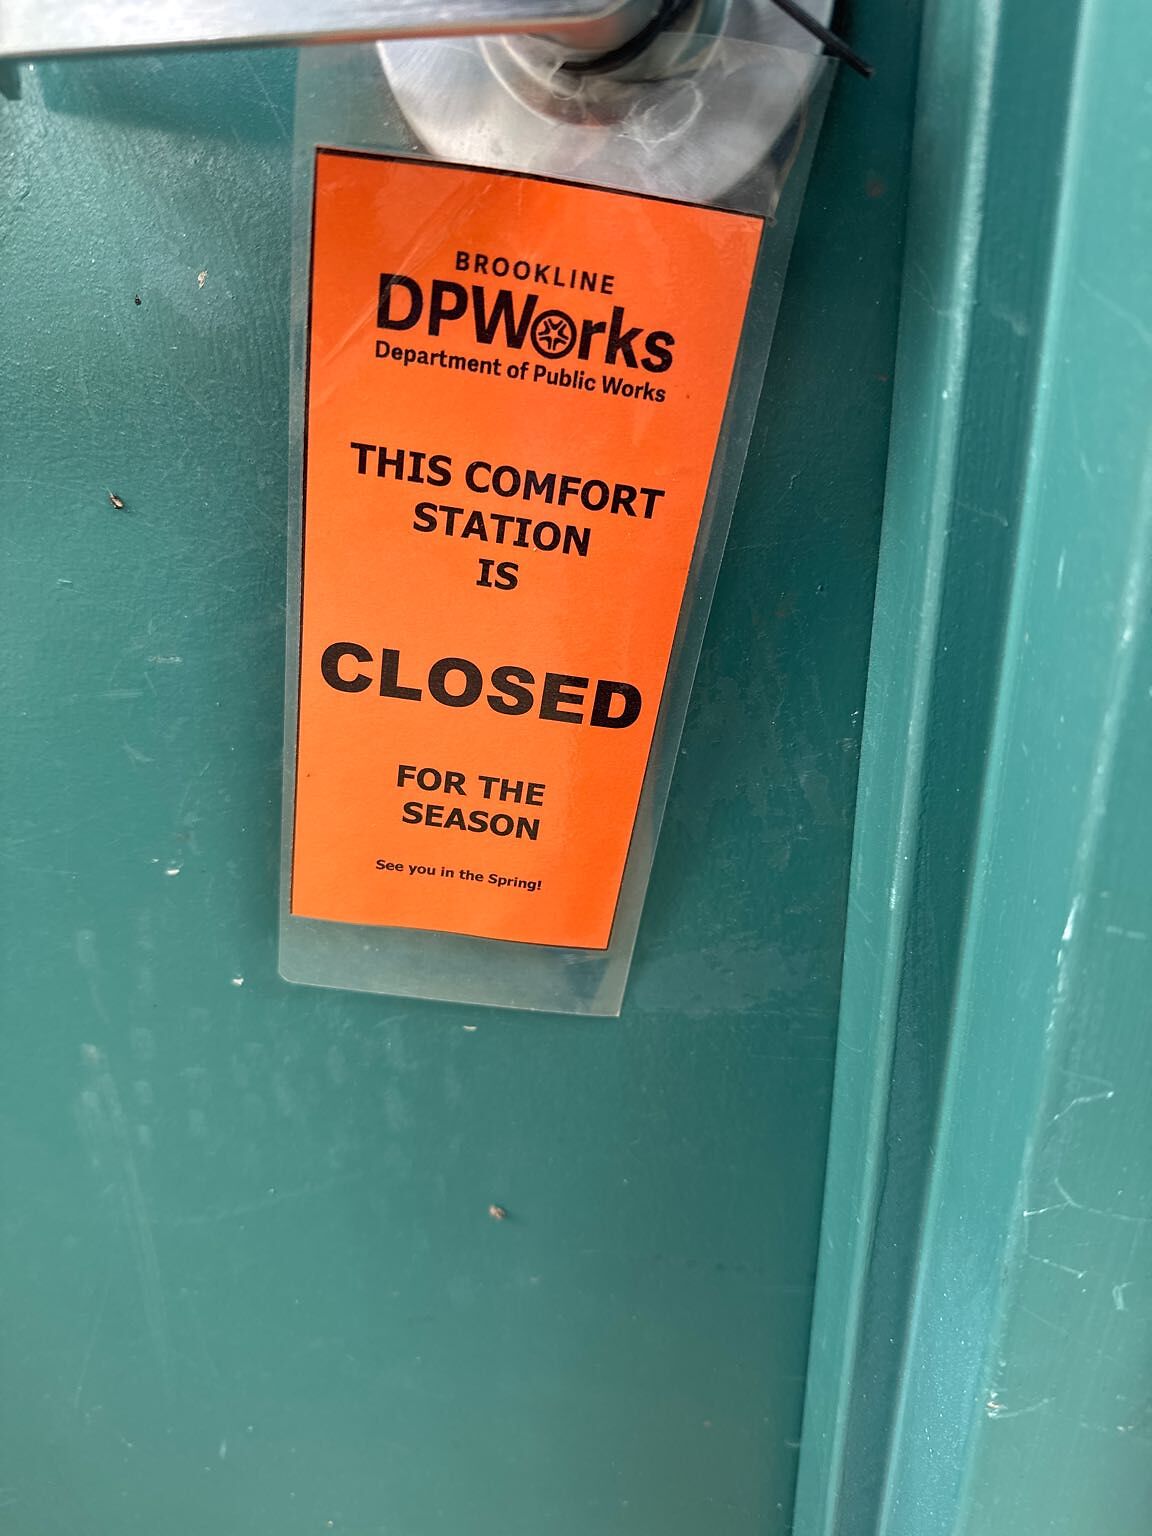 BROOKLINE
DPWorks
Department of Public Works
THIS COMFORT
STATION
IS
CLOSED
FOR THE
SEASON
See you in the Spring!